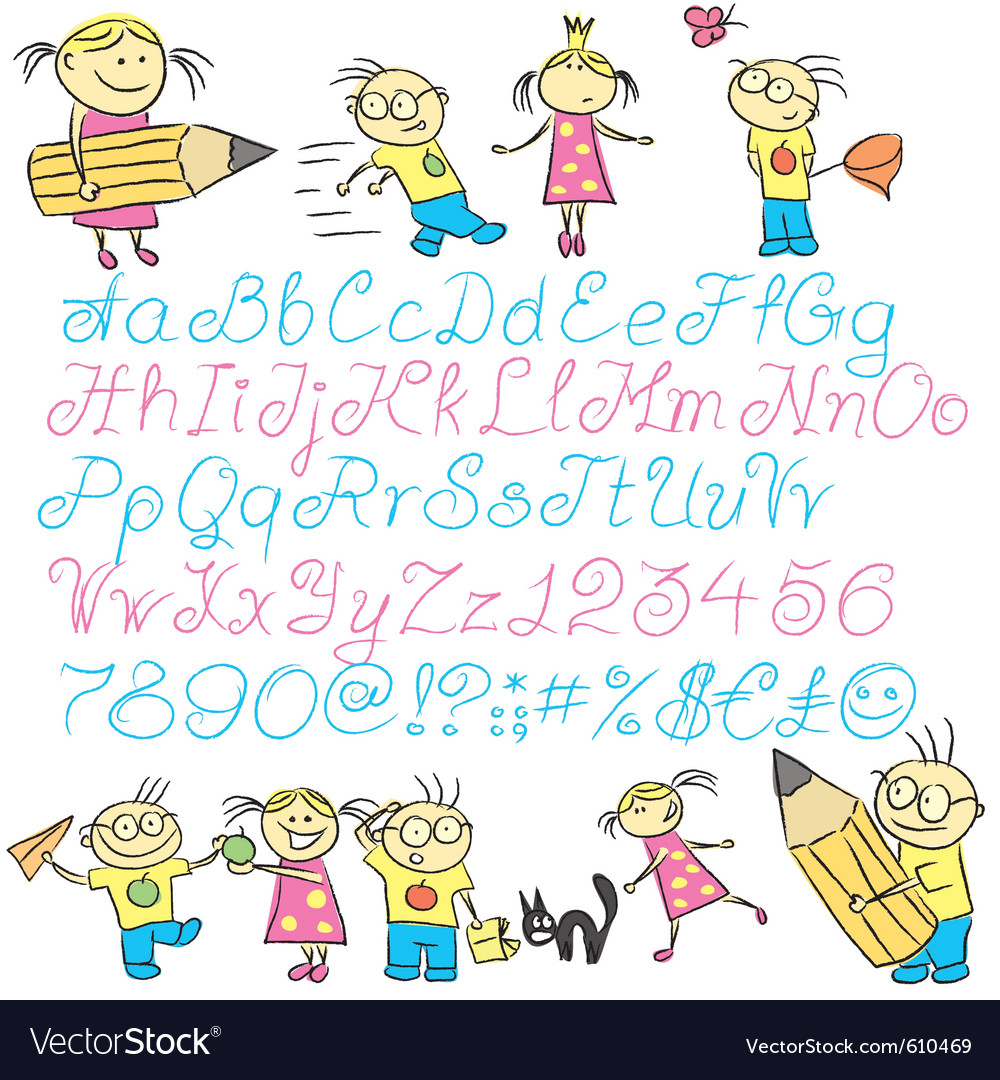 AaBbCcDdEeFfGg
HhIiJjKkLlMmNnOo
PpQqRrSsTtUuVv
WwXxYyZz123456
7890@!?:;*#%$€£☺
VectorStock®
VectorStock.com/610469